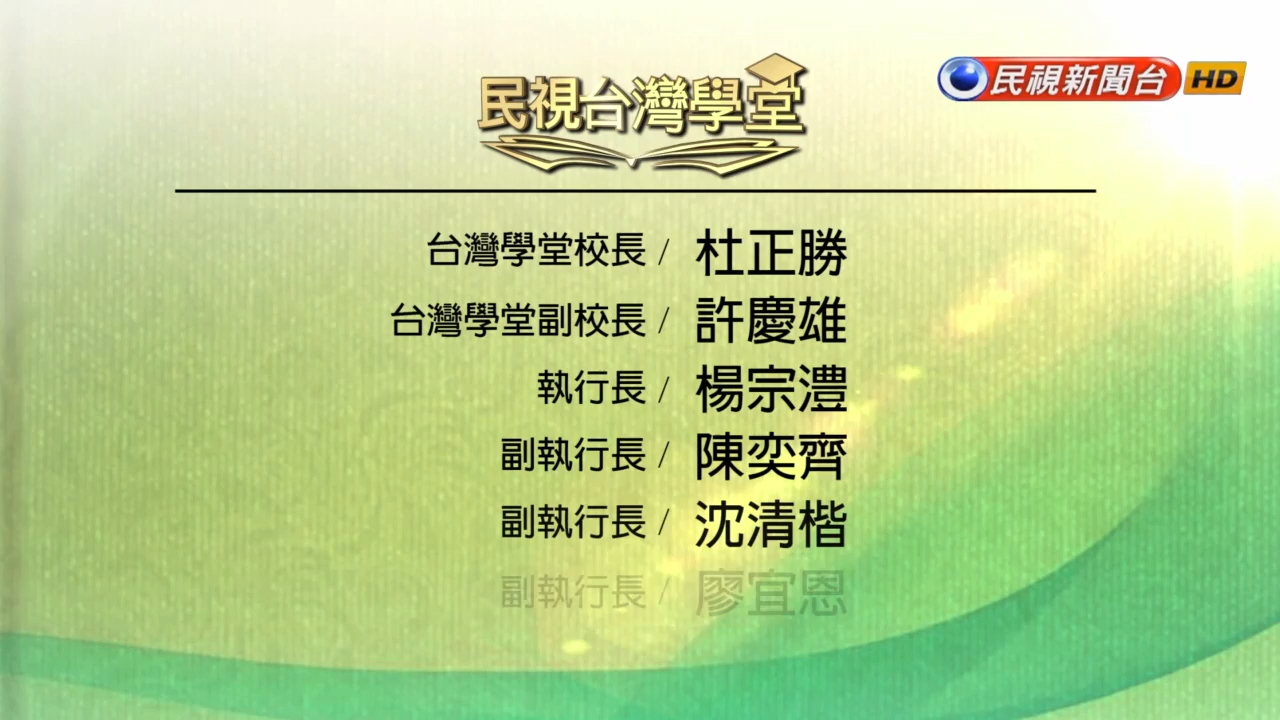 民視台灣學堂
民視新聞台 HD
台灣學堂校長 / 杜正勝
台灣學堂副校長 / 許慶雄
執行長 / 楊宗澧
副執行長 / 陳奕齊
副執行長 / 沈清楷
副執行長 / 廖宜恩